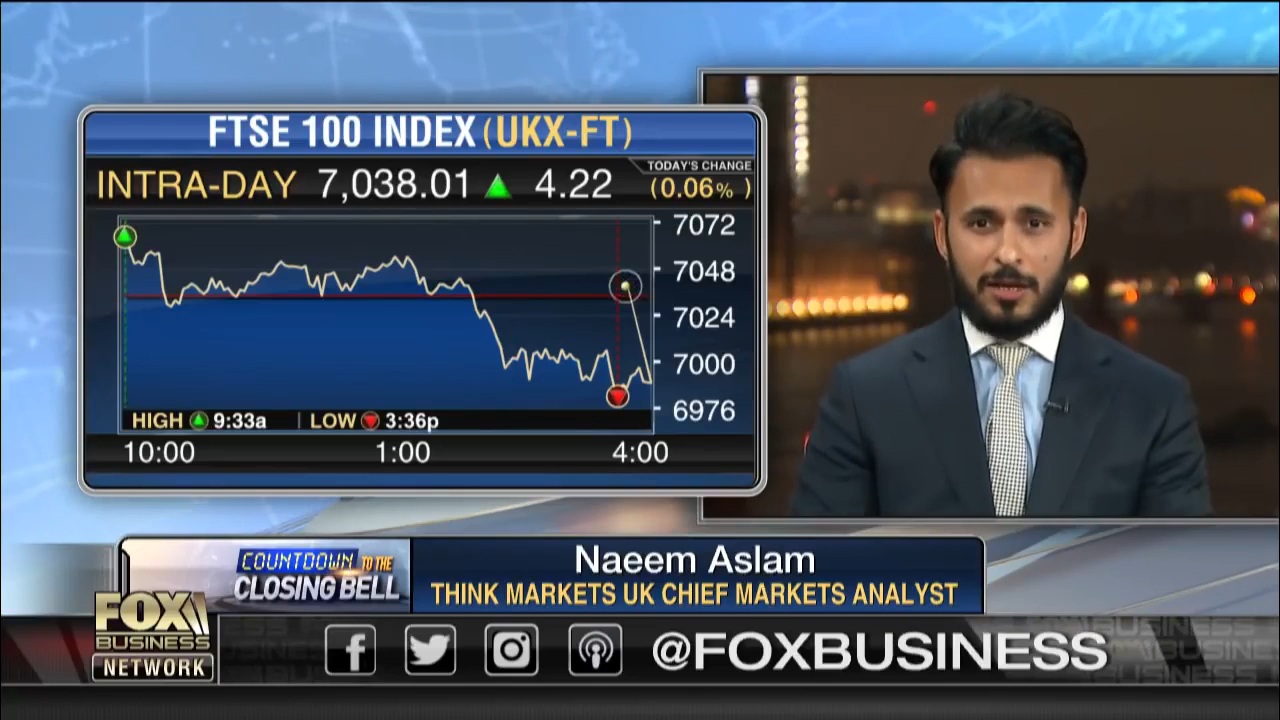 FTSE 100 INDEX (UKX-FT)
TODAY'S CHANGE
INTRA-DAY 7,038.01 4.22 (0.06% )
7072
7048
7024
7000
6976
HIGH 9:33a | LOW 3:36p
10:00 1:00 4:00
COUNTDOWN TO THE
CLOSING BELL
Naeem Aslam
THINK MARKETS UK CHIEF MARKETS ANALYST
FOX
BUSINESS
NETWORK
@FOXBUSINESS